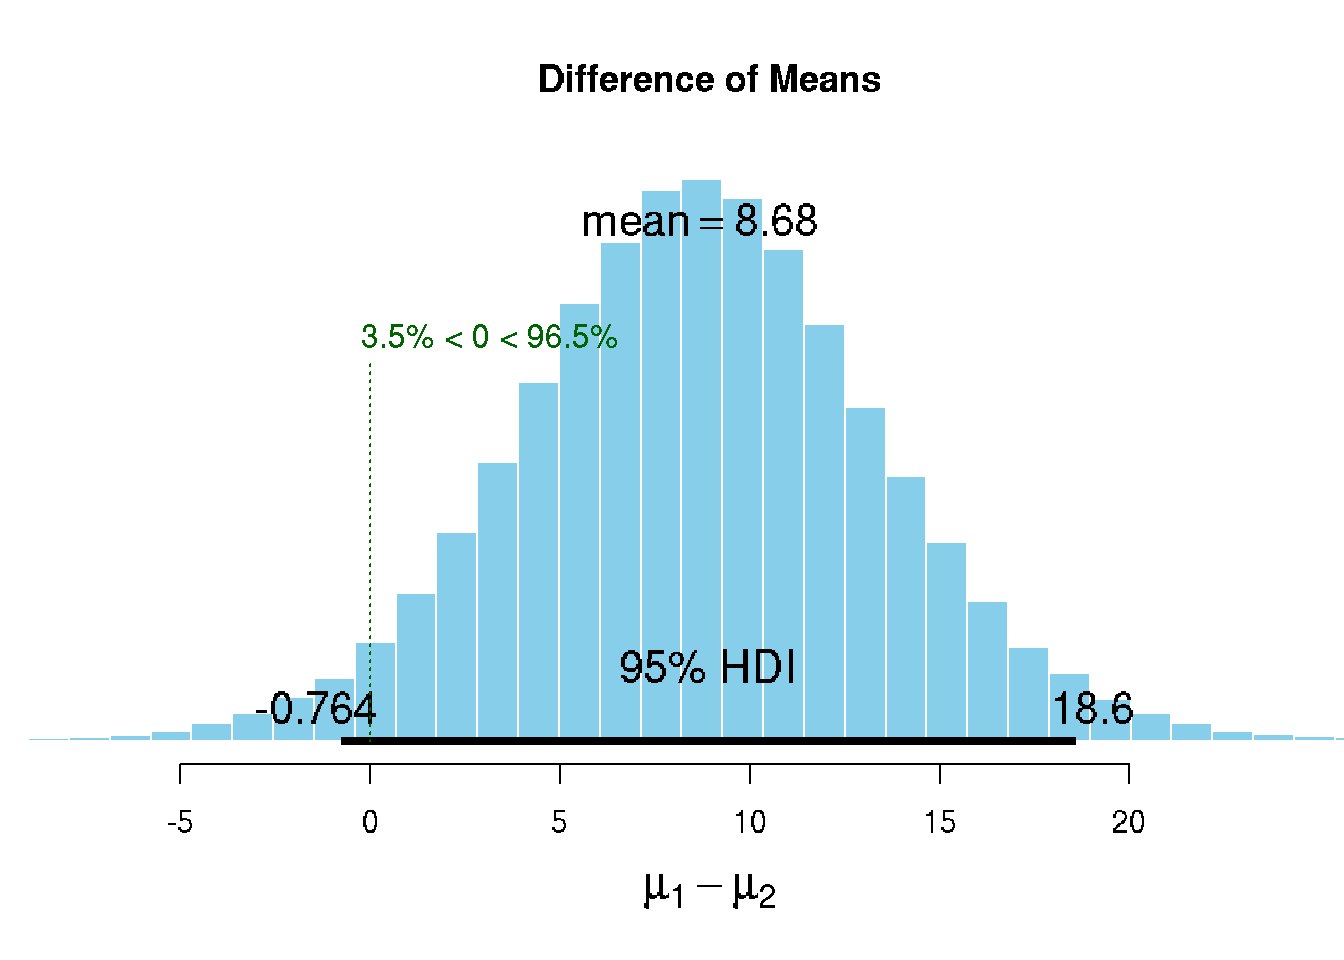 Difference of Means
mean = 8.68
3.5% < 0 < 96.5%
95% HDI
-0.764 18.6
-5 0 5 10 15 20
μ1 − μ2